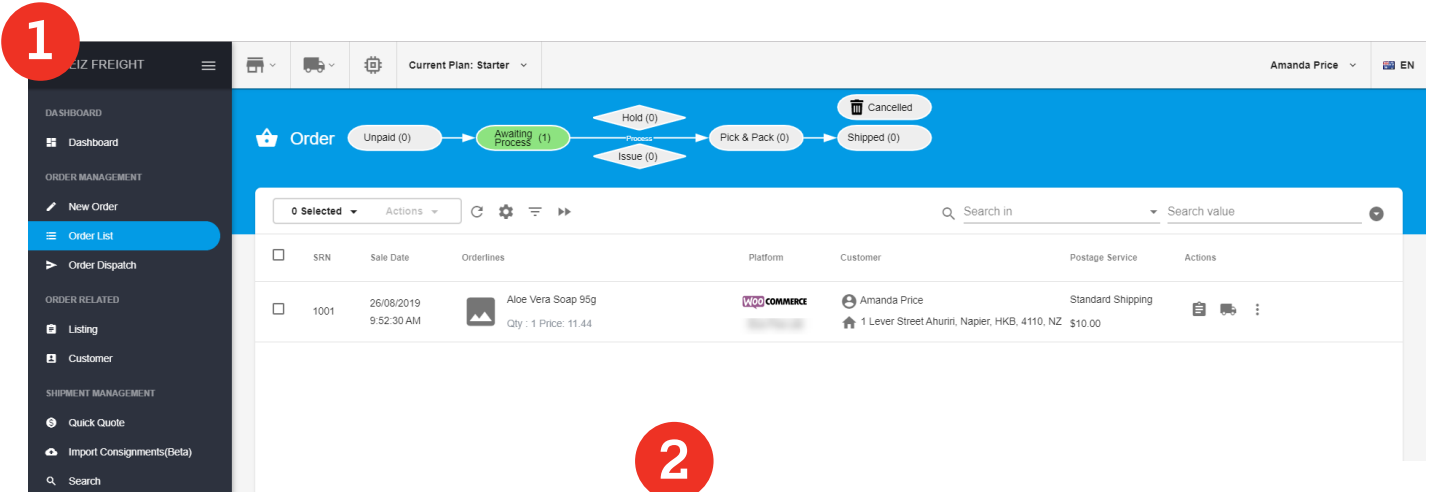 1
EIZ FREIGHT
Current Plan: Starter
Amanda Price
EN
DASHBOARD
Dashboard
ORDER MANAGEMENT
New Order
Order List
Order Dispatch
ORDER RELATED
Listing
Customer
SHIPMENT MANAGEMENT
Quick Quote
Import Consignments(Beta)
Search
Order
Unpaid (0)
Awaiting
Process (1)
Hold (0)
Process
Issue (0)
Pick & Pack (0)
Cancelled
Shipped (0)
0 Selected
Actions
Search in
Search value
SRN Sale Date Orderlines Platform Customer Postage Service Actions
1001
26/08/2019
9:52:30 AM
Aloe Vera Soap 95g
Qty : 1 Price: 11.44
WOO COMMERCE
Amanda Price
1 Lever Street Ahuriri, Napier, HKB, 4110, NZ
Standard Shipping
$10.00
2